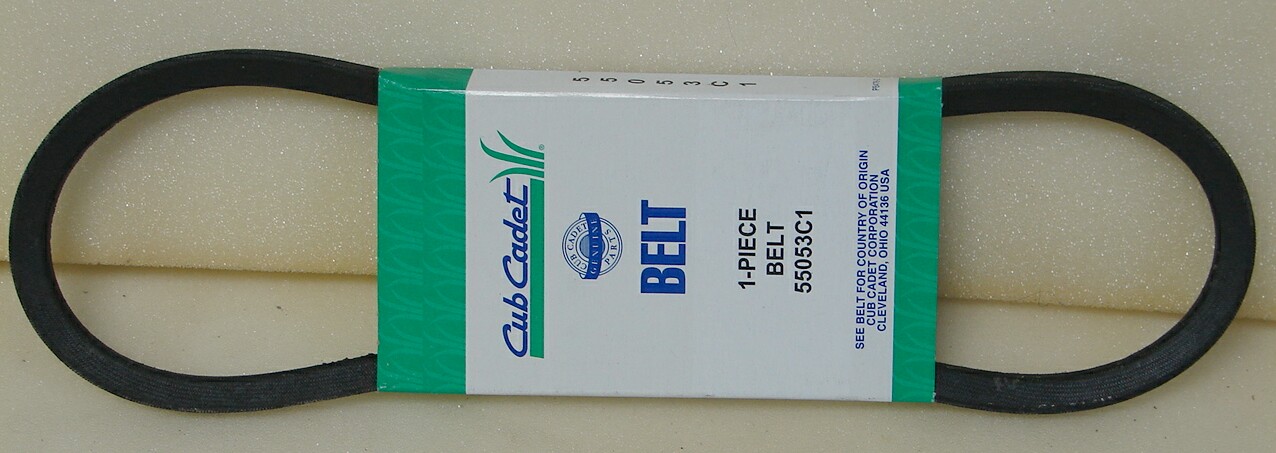 55053C1
Cub Cadet®
CUB CADET
GENUINE
PARTS
BELT
1-PIECE
BELT
55053C1
SEE BELT FOR COUNTRY OF ORIGIN
CUB CADET CORPORATION
CLEVELAND, OHIO 44136 USA